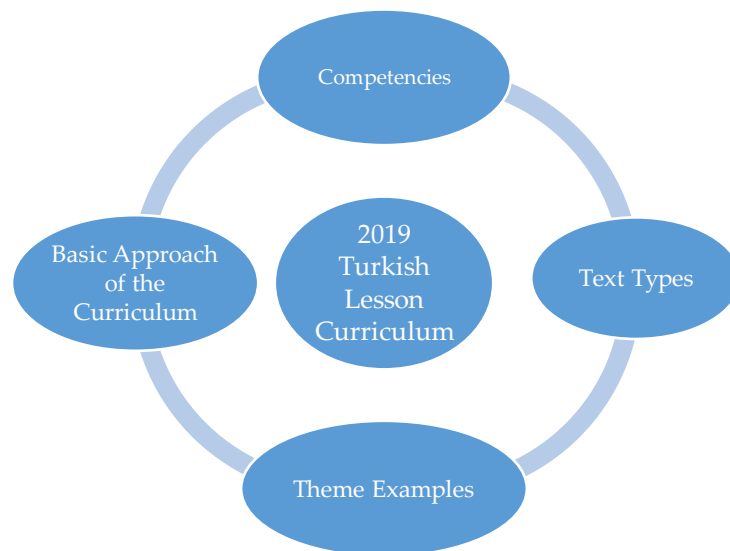 Competencies
Basic Approach
of the
Curriculum
2019
Turkish
Lesson
Curriculum
Text Types
Theme Examples